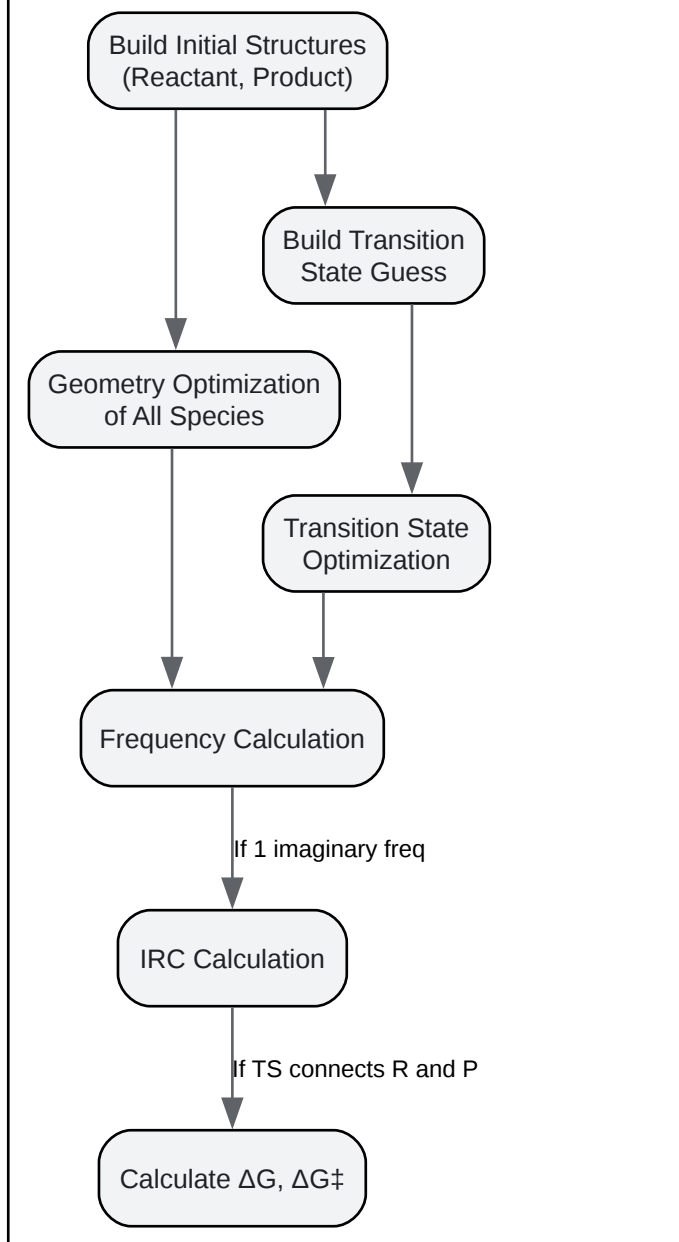 Build Initial Structures
(Reactant, Product)
Build Transition
State Guess
Geometry Optimization
of All Species
Transition State
Optimization
Frequency Calculation
If 1 imaginary freq
IRC Calculation
If TS connects R and P
Calculate ΔG, ΔG‡